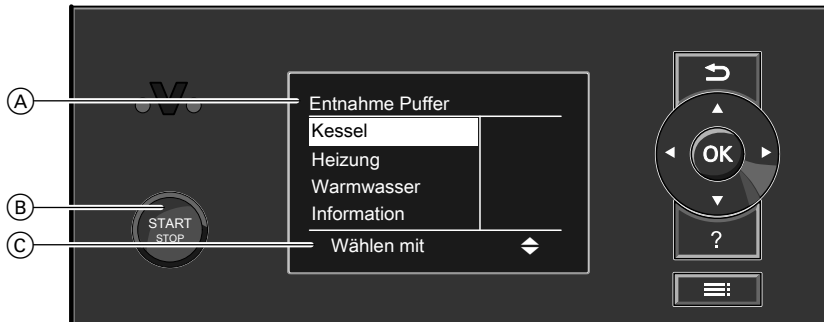 A
Entnahme Puffer
Kessel
Heizung
Warmwasser
Information
B
START
STOP
C
Wählen mit
OK
?